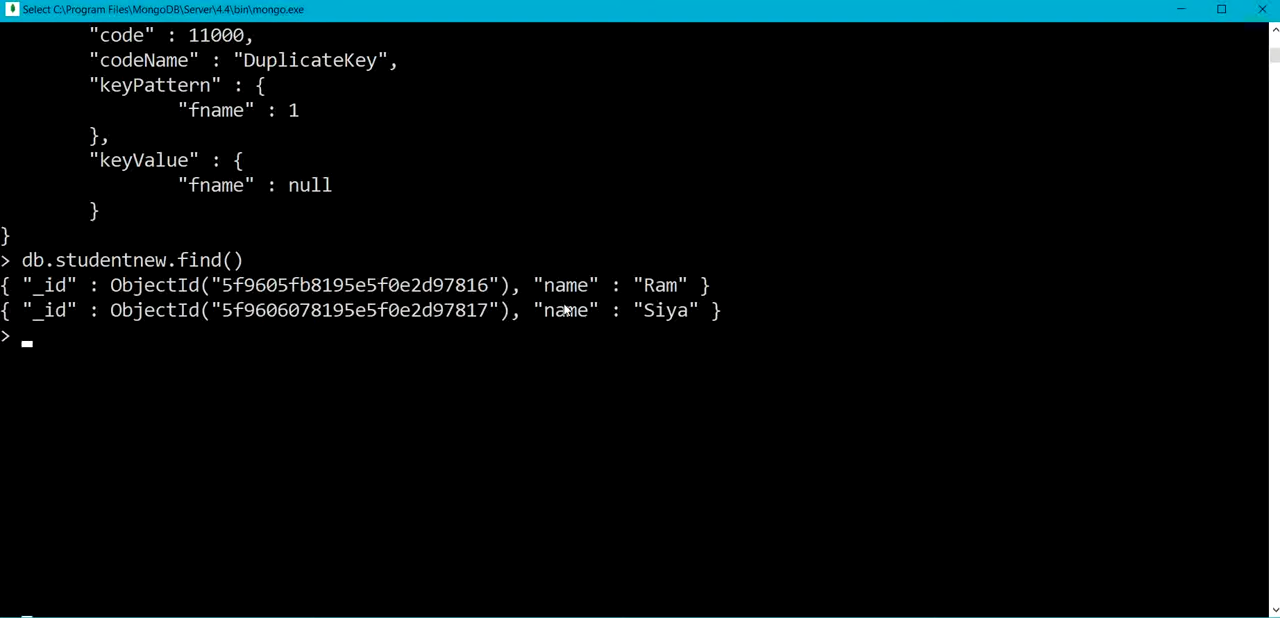 Select C:\Program Files\MongoDB\Server\4.4\bin\mongo.exe
"code" : 11000,
"codeName" : "DuplicateKey",
"keyPattern" : {
"fname" : 1
},
"keyValue" : {
"fname" : null
}
}
> db.studentnew.find()
{ "_id" : ObjectId("5f9605fb8195e5f0e2d97816"), "name" : "Ram" }
{ "_id" : ObjectId("5f9606078195e5f0e2d97817"), "name" : "Siya" }
>